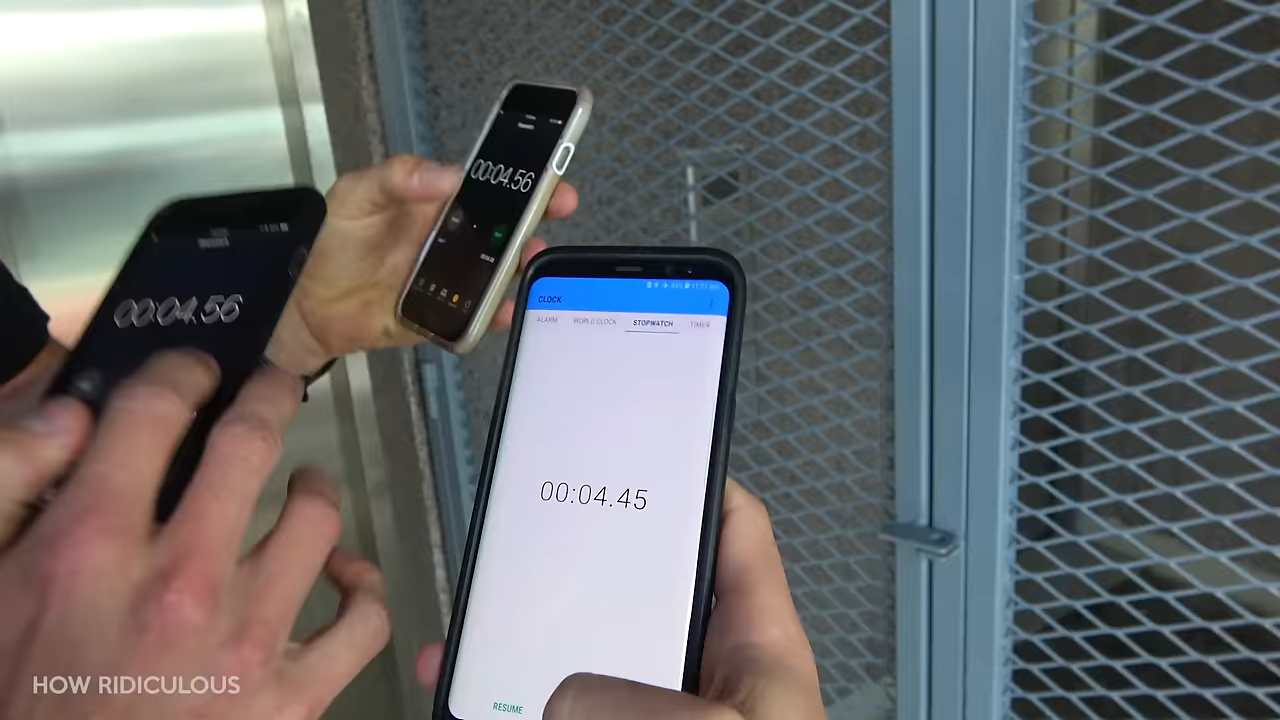 00:04.56
00:04.56
CLOCK
ALARM WORLD CLOCK STOPWATCH TIMER
00:04.45
RESUME
HOW RIDICULOUS